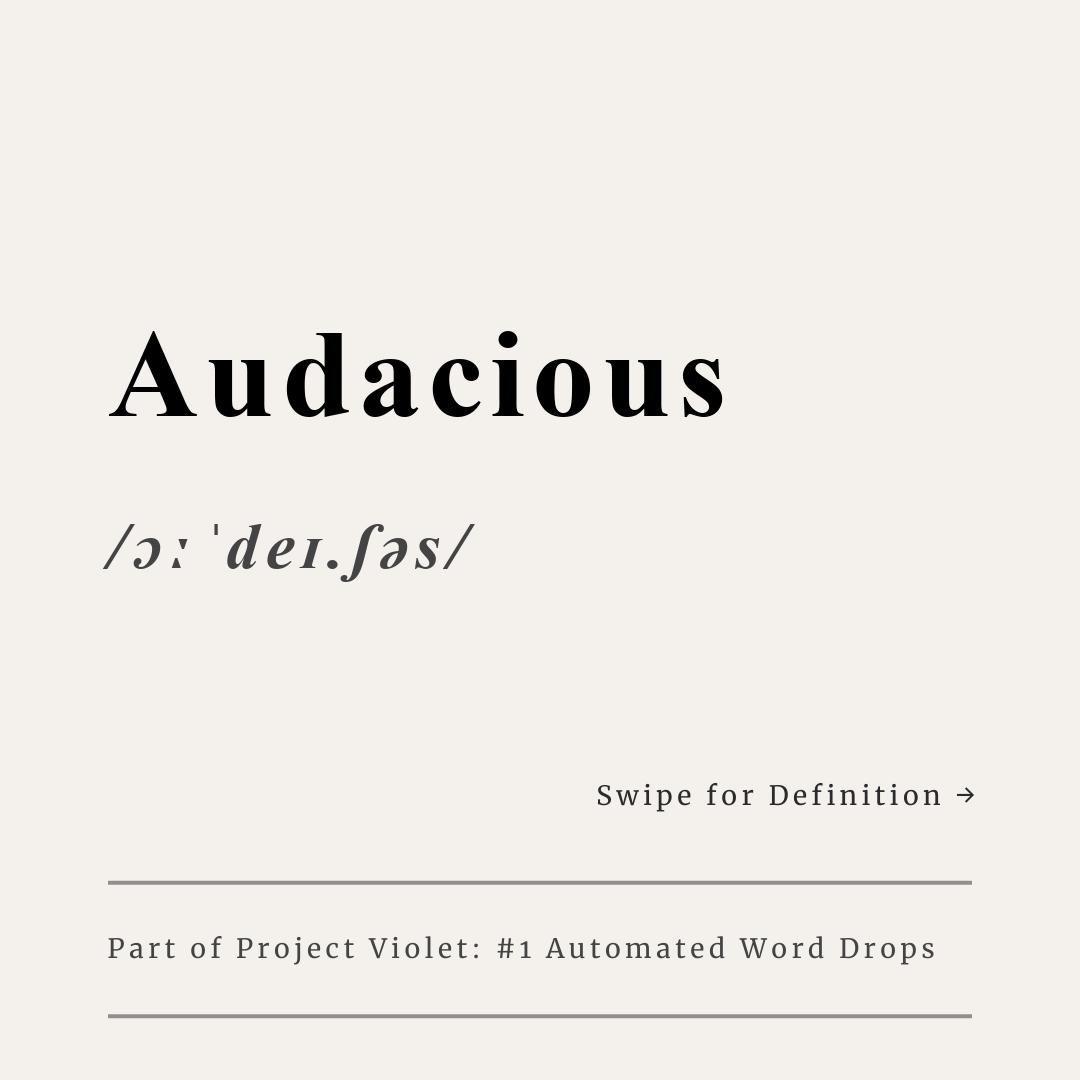 Audacious
/ɔːˈdeɪ.ʃəs/
Swipe for Definition →
Part of Project Violet: #1 Automated Word Drops